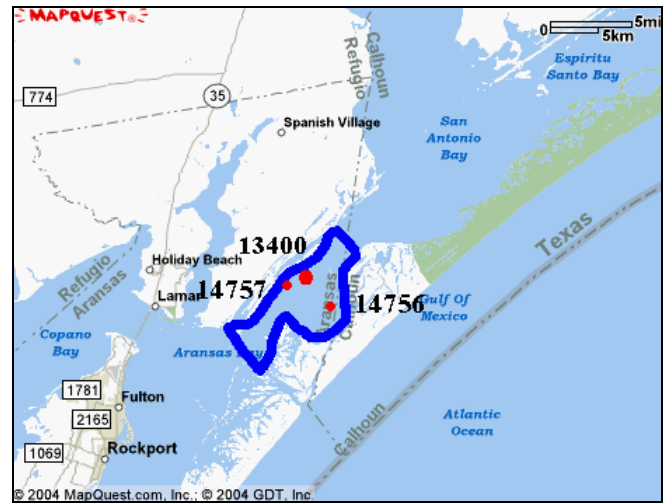 MAPQUEST®
0 5mi
5km
Calhoun
Refugio
Espiritu
Santo Bay
774
35
San
Antonio
Bay
Spanish Village
Texas
13400
Holiday Beach
Refugio
Aransas
14757
Lamar
Aransas
Calhoun
14756
Gulf Of
Mexico
Copano
Bay
Aransas Bay
1781
Fulton
2165
Calhoun
Atlantic
Ocean
1069
Rockport
© 2004 MapQuest.com, Inc.; © 2004 GDT, Inc.